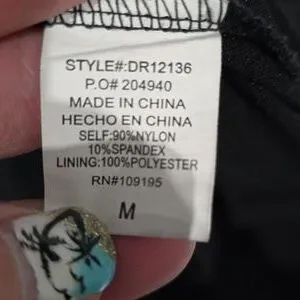 STYLE#:DR12136
P.O# 204940
MADE IN CHINA
HECHO EN CHINA
SELF:90%NYLON
10%SPANDEX
LINING:100%POLYESTER
RN#109195
M